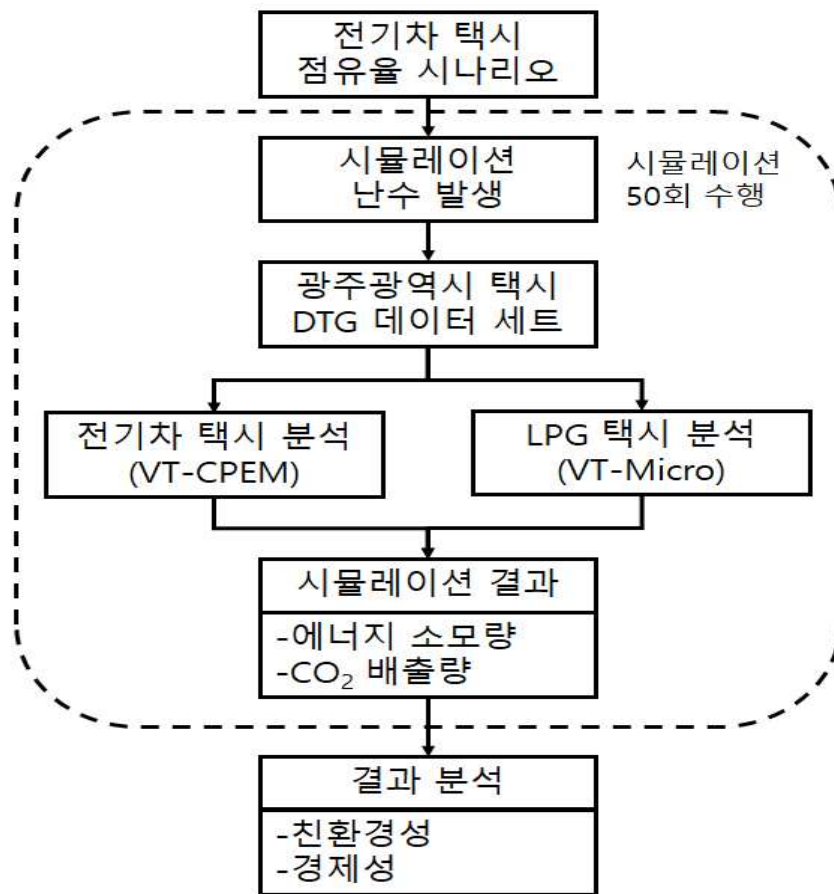 전기차 택시
점유율 시나리오
시뮬레이션
난수 발생
시뮬레이션
50회 수행
광주광역시 택시
DTG 데이터 세트
전기차 택시 분석
(VT-CPEM)
LPG 택시 분석
(VT-Micro)
시뮬레이션 결과
-에너지 소모량
-CO₂ 배출량
결과 분석
-친환경성
-경제성